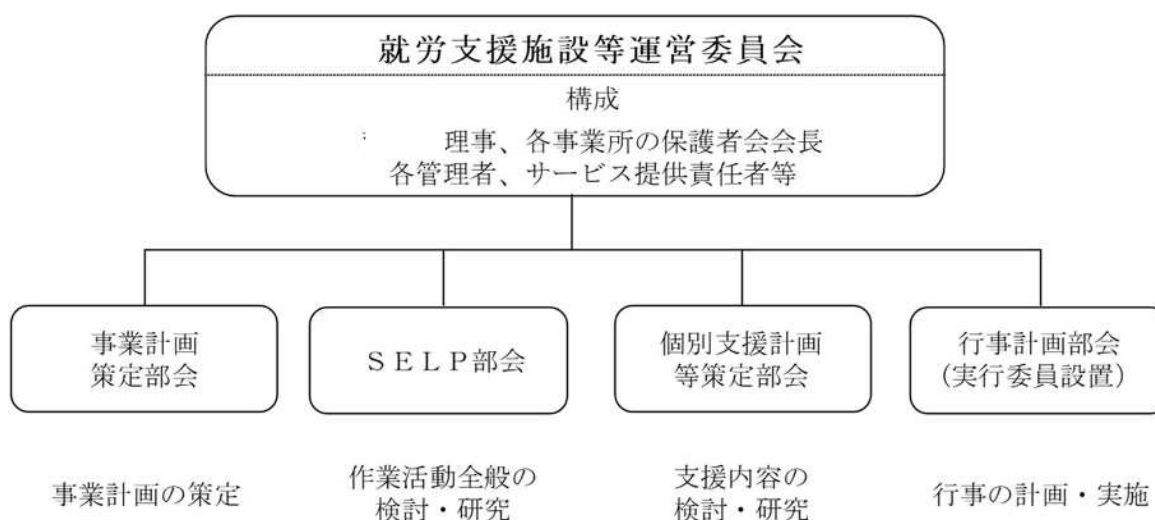 就労支援施設等運営委員会
構成
理事、各事業所の保護者会会長
各管理者、サービス提供責任者等
事業計画
策定部会
ＳＥＬＰ部会
個別支援計画
等策定部会
行事計画部会
（実行委員設置）
事業計画の策定
作業活動全般の
検討・研究
支援内容の
検討・研究
行事の計画・実施